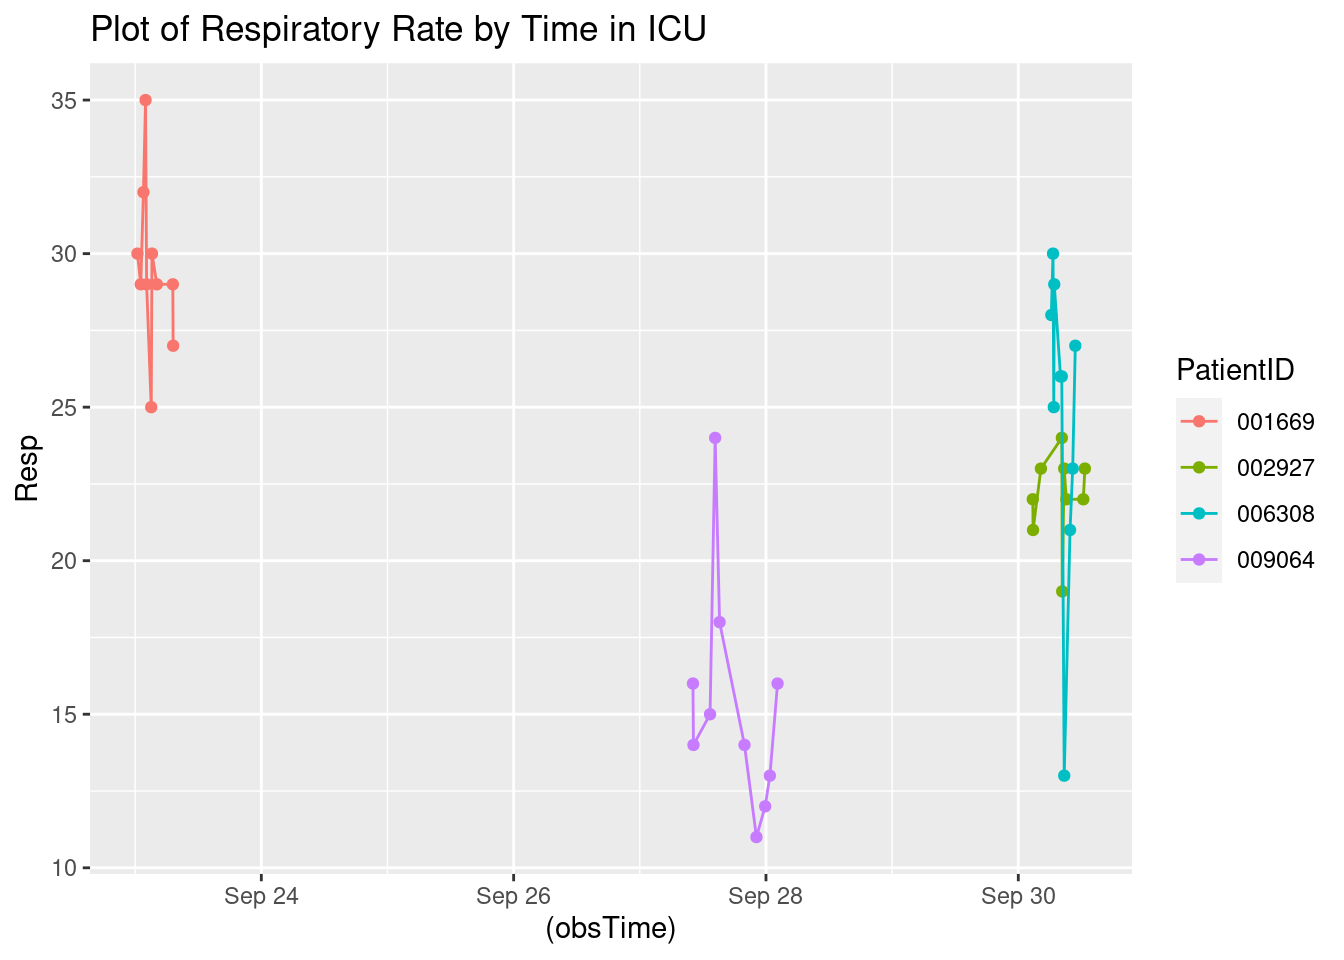 Plot of Respiratory Rate by Time in ICU
Resp
35
30
25
20
15
10
Sep 24
Sep 26
Sep 28
Sep 30
(obsTime)
PatientID
001669
002927
006308
009064